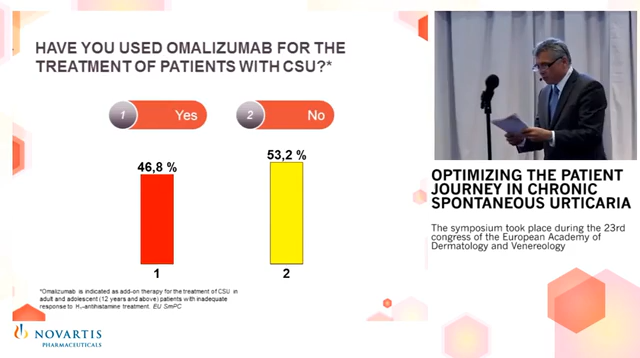 HAVE YOU USED OMALIZUMAB FOR THE
TREATMENT OF PATIENTS WITH CSU?*
1 Yes
2 No
46,8 %
53,2 %
1
2
*Omalizumab is indicated as add-on therapy for the treatment of CSU in
adult and adolescent (12 years and above) patients with inadequate
response to H₁-antihistamine treatment. EU SmPC
NOVARTIS
PHARMACEUTICALS
OPTIMIZING THE PATIENT
JOURNEY IN CHRONIC
SPONTANEOUS URTICARIA
The symposium took place during the 23rd
congress of the European Academy of
Dermatology and Venereology